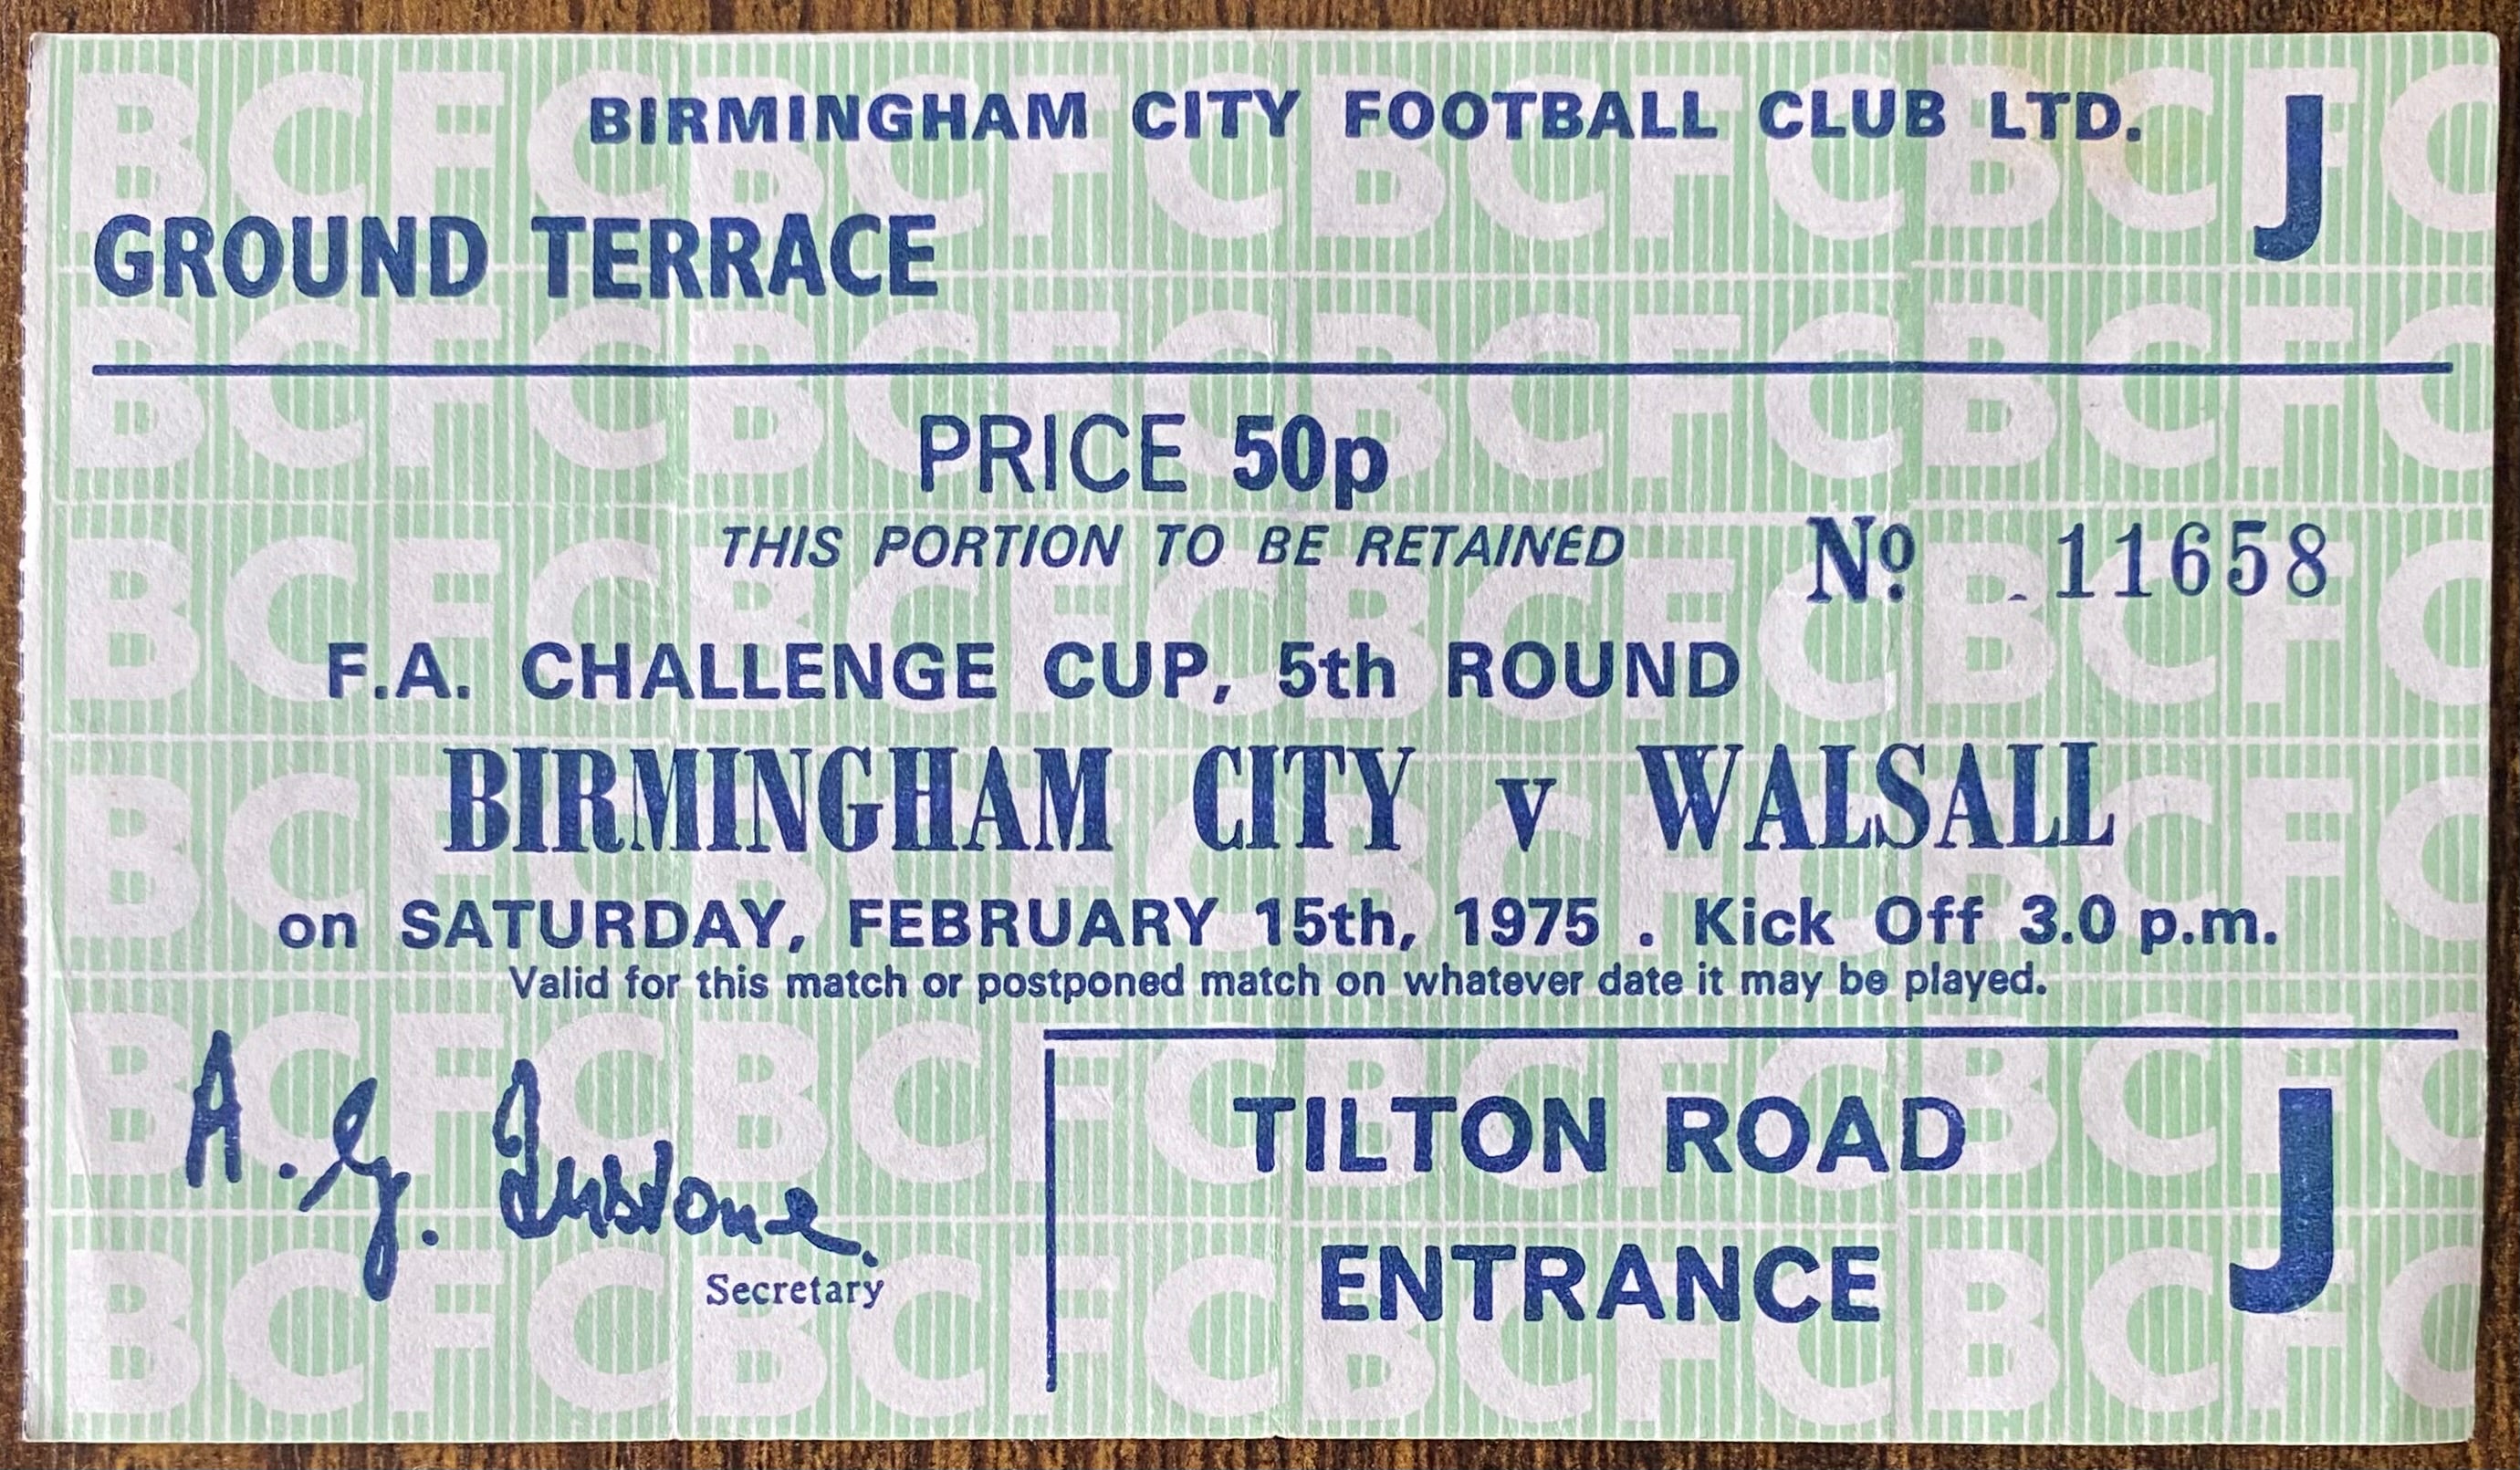 BIRMINGHAM CITY FOOTBALL CLUB LTD.
J
GROUND TERRACE
PRICE 50p
THIS PORTION TO BE RETAINED
No. 11658
F.A. CHALLENGE CUP, 5th ROUND
BIRMINGHAM CITY v WALSALL
on SATURDAY, FEBRUARY 15th, 1975 . Kick Off 3.0 p.m.
Valid for this match or postponed match on whatever date it may be played.
A. G.
Secretary
TILTON ROAD
ENTRANCE
J